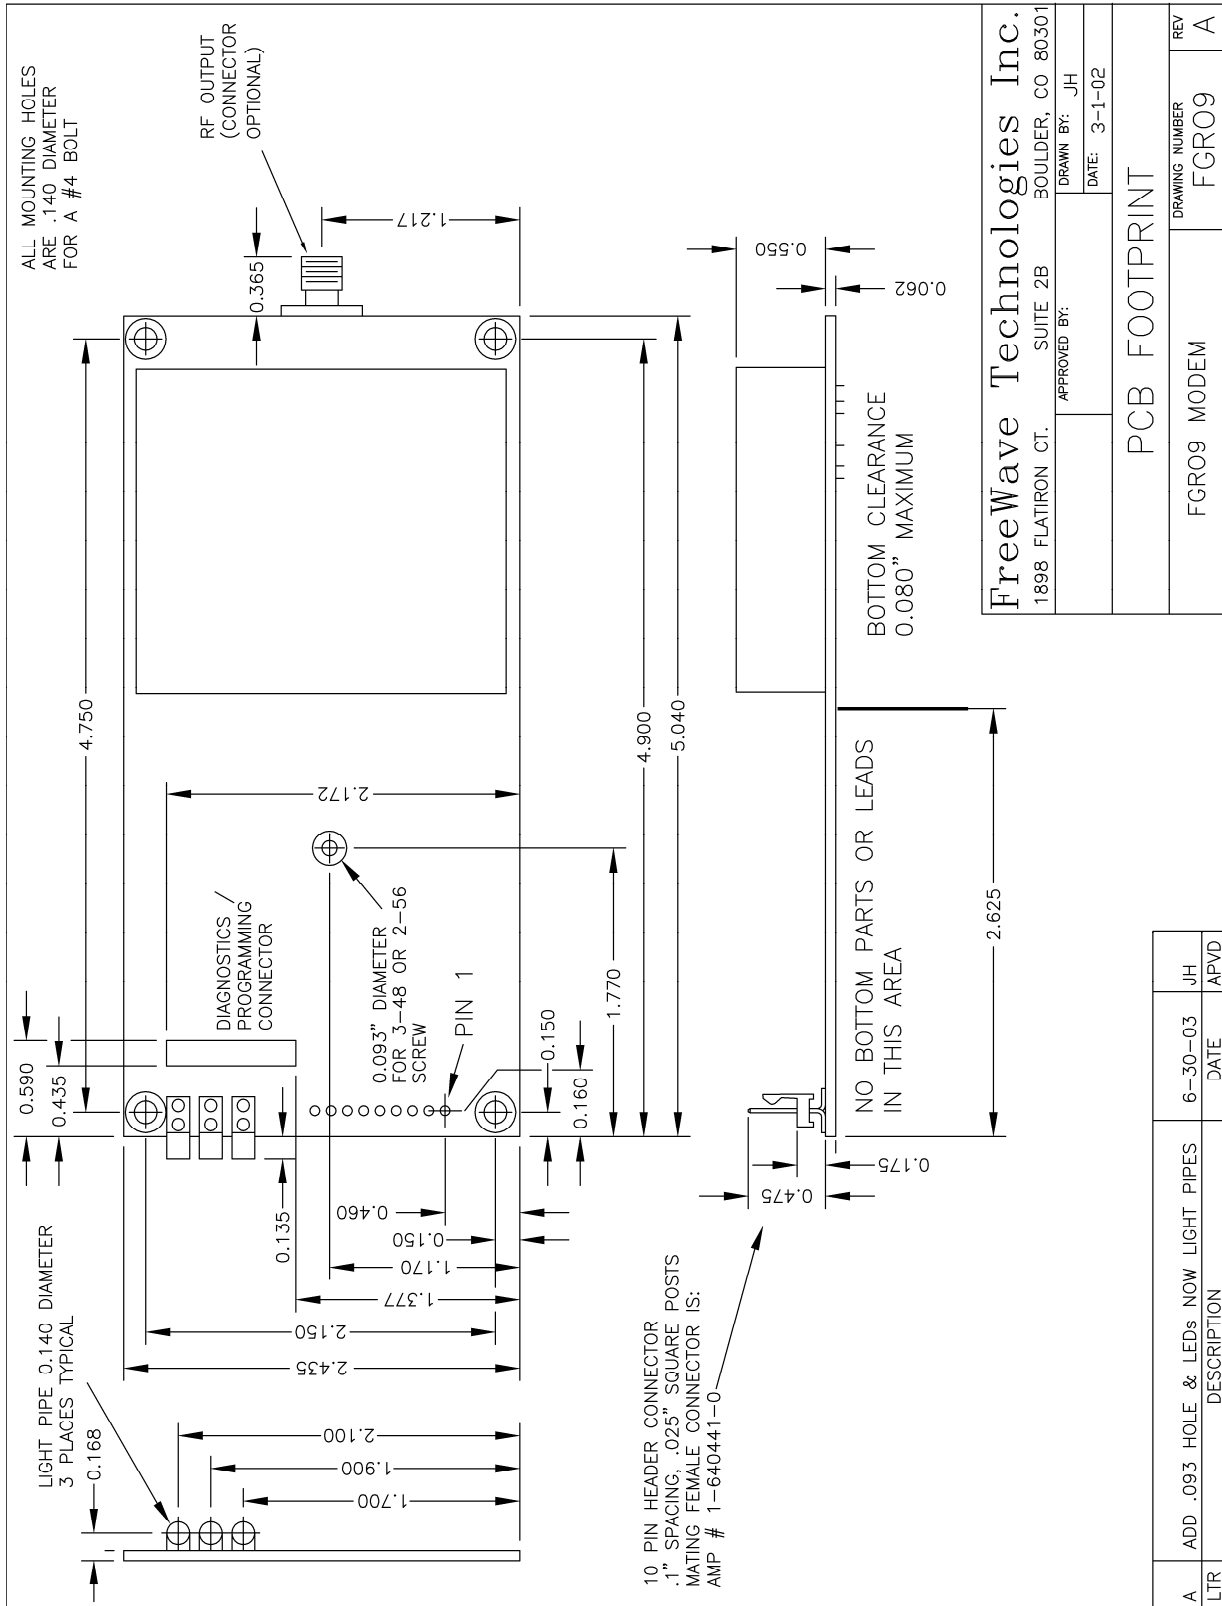 ALL MOUNTING HOLES
ARE .140 DIAMETER
FOR A #4 BOLT
RF OUTPUT
(CONNECTOR
OPTIONAL)
LIGHT PIPE 0.140 DIAMETER
3 PLACES TYPICAL
0.168
2.100
1.900
1.700
0.590
0.435
4.750
0.365
1.217
DIAGNOSTICS/
PROGRAMMING
CONNECTOR
2.172
0.093" DIAMETER
FOR 3-48 OR 2-56
SCREW
PIN 1
0.135
0.460
0.150
1.170
1.377
2.150
2.435
0.150
0.160
1.770
4.900
5.040
10 PIN HEADER CONNECTOR
.1" SPACING, .025" SQUARE POSTS
MATING FEMALE CONNECTOR IS:
AMP # 1-640441-0
0.475
0.175
0.550
0.062
NO BOTTOM PARTS OR LEADS
IN THIS AREA
BOTTOM CLEARANCE
0.080" MAXIMUM
2.625
FreeWave Technologies Inc.
1898 FLATIRON CT. SUITE 2B BOULDER, CO 80301
APPROVED BY:
DRAWN BY: JH
DATE: 3-1-02
PCB FOOTPRINT
FGRO9 MODEM
DRAWING NUMBER
FGRO9
REV
A
A ADD .093 HOLE & LEDs NOW LIGHT PIPES 6-30-03 JH
LTR DESCRIPTION DATE APVD